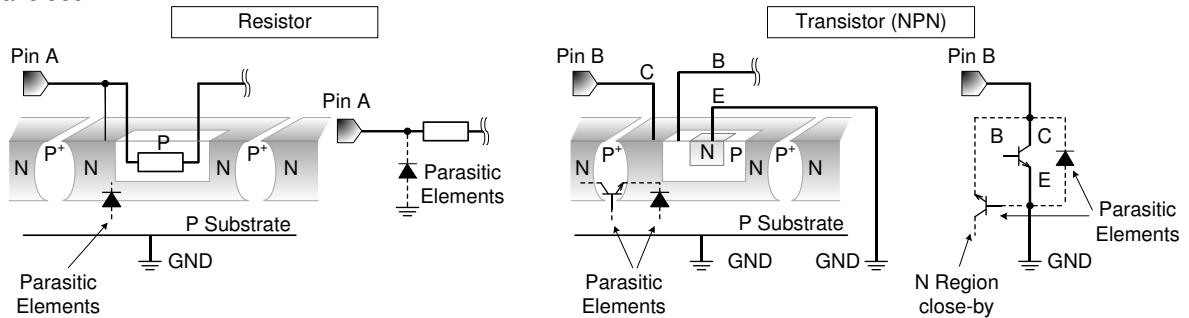 Resistor
Transistor (NPN)
Pin A
Pin A
P
N
P+
N
N
P+
N
Parasitic
Elements
P Substrate
GND
Parasitic
Elements
Pin B
C
B
E
N
P+
N
N
P
N
P+
N
P Substrate
GND
GND
Parasitic
Elements
Pin B
B
C
E
Parasitic
Elements
GND
N Region
close-by